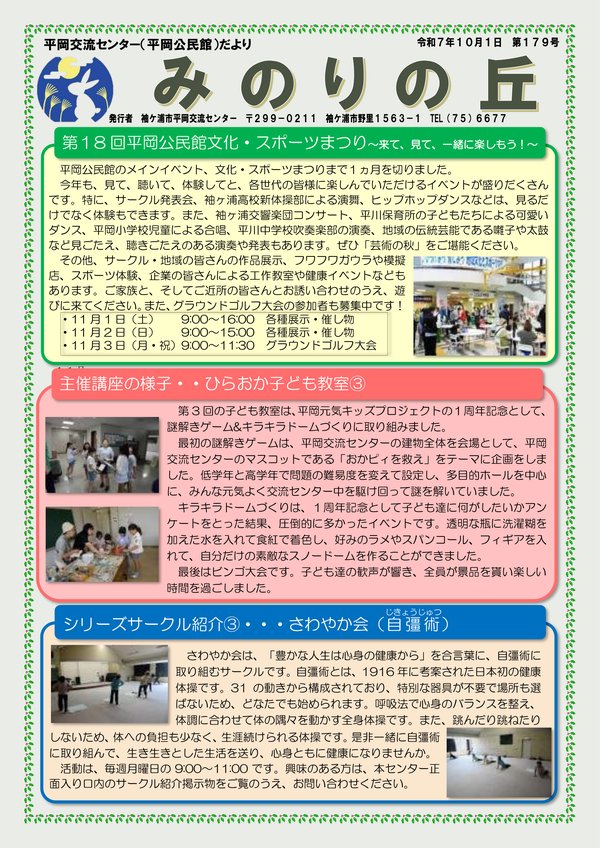 平岡交流センター（平岡公民館）だより
令和７年１０月１日　第１７９号
みのりの丘
発行者　袖ケ浦市平岡交流センター　〒299-0211　袖ケ浦市野里1563-1　TEL（75）6677
第１８回平岡公民館文化・スポーツまつり～来て、見て、一緒に楽しもう！～
平岡公民館のメインイベント、文化・スポーツまつりまで１ヵ月を切りました。
今年も、見て、聴いて、体験してと、各世代の皆様に楽しんでいただけるイベントが盛りだくさん
です。特に、サークル発表会、袖ヶ浦高校新体操部による演舞、ヒップホップダンスなどは、見るだ
けでなく体験もできます。また、袖ヶ浦交響楽団コンサート、平川保育所の子どもたちによる可愛い
ダンス、平岡小学校児童による合唱、平川中学校吹奏楽部の演奏、地域の伝統芸能である囃子や太鼓
など見ごたえ、聴きごたえのある演奏や発表もあります。ぜひ「芸術の秋」をご堪能ください。
その他、サークル・地域の皆さんの作品展示、フワフワガウラや模擬
店、スポーツ体験、企業の皆さんによる工作教室や健康イベントなども
あります。ご家族と、そしてご近所の皆さんとお誘い合わせのうえ、遊
びに来てください。また、グラウンドゴルフ大会の参加者も募集中です！
・１１月１日（土）　9:00～16:00　各種展示・催し物
・１１月２日（日）　9:00～15:00　各種展示・催し物
・１１月３日（月・祝）9:00～11:30　グラウンドゴルフ大会
主催講座の様子・・ひらおか子ども教室③
第３回の子ども教室は、平岡元気キッズプロジェクトの１周年記念として、
謎解きゲーム&キラキラドームづくりに取り組みました。
最初の謎解きゲームは、平岡交流センターの建物全体を会場として、平岡
交流センターのマスコットである「おかピィを救え」をテーマに企画をしま
した。低学年と高学年で問題の難易度を変えて設定し、多目的ホールを中心
に、みんな元気よく交流センター中を駆け回って謎を解いていました。
キラキラドームづくりは、１周年記念として子ども達に何がしたいかアン
ケートをとった結果、圧倒的に多かったイベントです。透明な瓶に洗濯糊を
加えた水を入れて食紅で着色し、好みのラメやスパンコール、フィギアを入
れて、自分だけの素敵なスノードームを作ることができました。
最後はビンゴ大会です。子ども達の歓声が響き、全員が景品を貰い楽しい
時間を過ごしました。
シリーズサークル紹介③・・・さわやか会（自彊術）
じきょうじゅつ
さわやか会は、「豊かな人生は心身の健康から」を合言葉に、自彊術に
取り組むサークルです。自彊術とは、1916年に考案された日本初の健康
体操です。31 の動きから構成されており、特別な器具が不要で場所も選
ばないため、どなたでも始められます。呼吸法で心身のバランスを整え、
体調に合わせて体の隅々を動かす全身体操です。また、跳んだり跳ねたり
しないため、体への負担も少なく、生涯続けられる体操です。是非一緒に自彊術
に取り組んで、生き生きとした生活を送り、心身ともに健康になりませんか。
活動は、毎週月曜日の 9:00～11:00 です。興味のある方は、本センター正
面入り口内のサークル紹介掲示物をご覧のうえ、お問い合わせください。